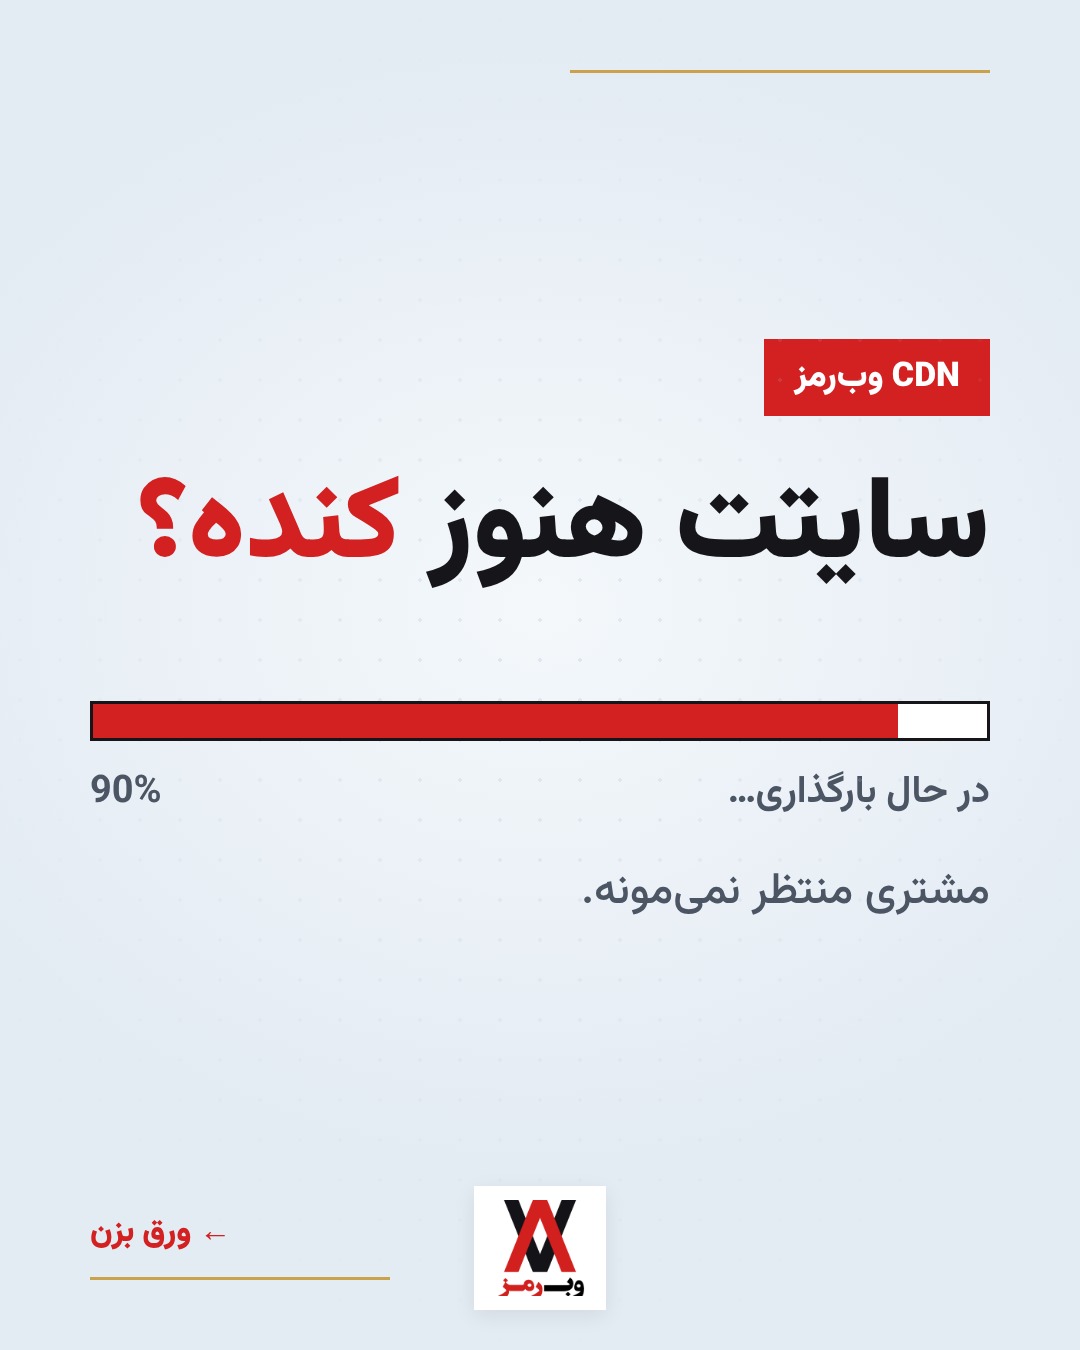 CDN وب‌رمز
سایتت هنوز کنده؟
در حال بارگذاری...
90%
مشتری منتظر نمی‌مونه.
← ورق بزن
وب‌رمز